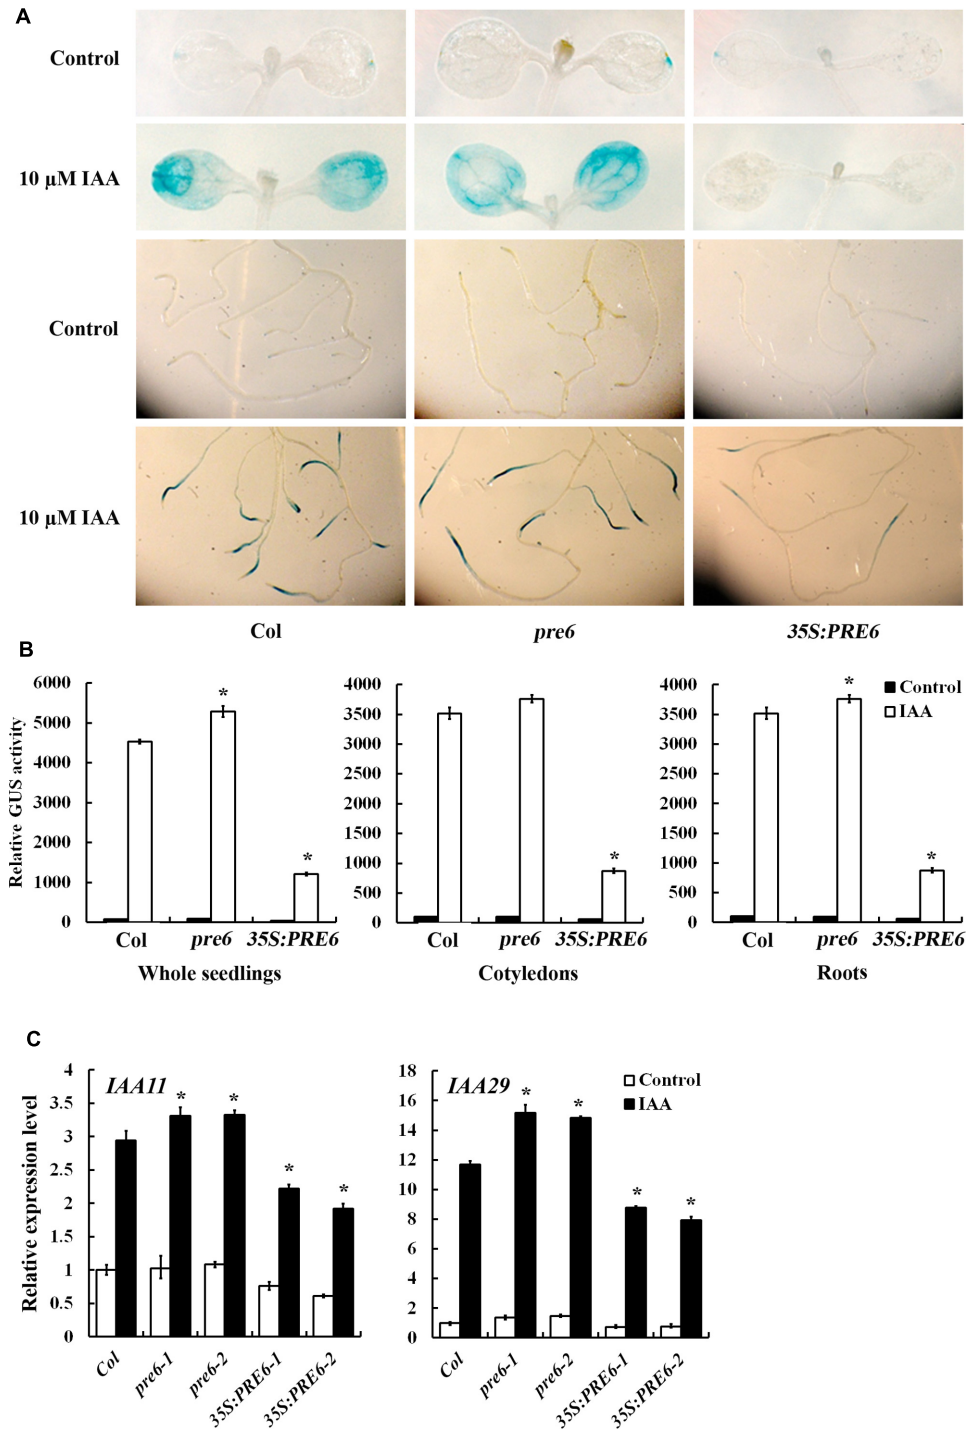 A
Control
10 µM IAA
Control
10 µM IAA
Col pre6 35S:PRE6
B
Relative GUS activity
6000
5000
4000
3000
2000
1000
0
*
*
Col pre6 35S:PRE6
Whole seedlings
4000
3500
3000
2500
2000
1500
1000
500
0
*
Col pre6 35S:PRE6
Cotyledons
4000
3500
3000
2500
2000
1500
1000
500
0
*
*
Control
IAA
Col pre6 35S:PRE6
Roots
C
Relative expression level
IAA11
4
3.5
3
2.5
2
1.5
1
0.5
0
*
*
*
*
Col pre6-1 pre6-2 35S:PRE6-1 35S:PRE6-2
IAA29
18
16
14
12
10
8
6
4
2
0
*
*
*
*
Control
IAA
Col pre6-1 pre6-2 35S:PRE6-1 35S:PRE6-2